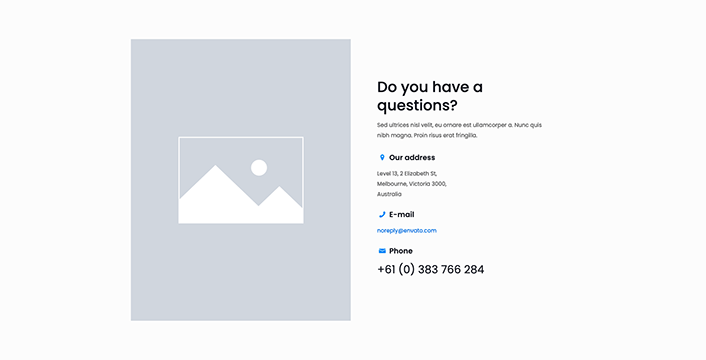 Do you have a
questions?
Sed ultrices nisl velit, eu ornare est ullamcorper a. Nunc quis
nibh magna. Proin risus erat fringilla.
Our address
Level 13, 2 Elizabeth St,
Melbourne, Victoria 3000,
Australia
E-mail
noreply@envato.com
Phone
+61 (0) 383 766 284